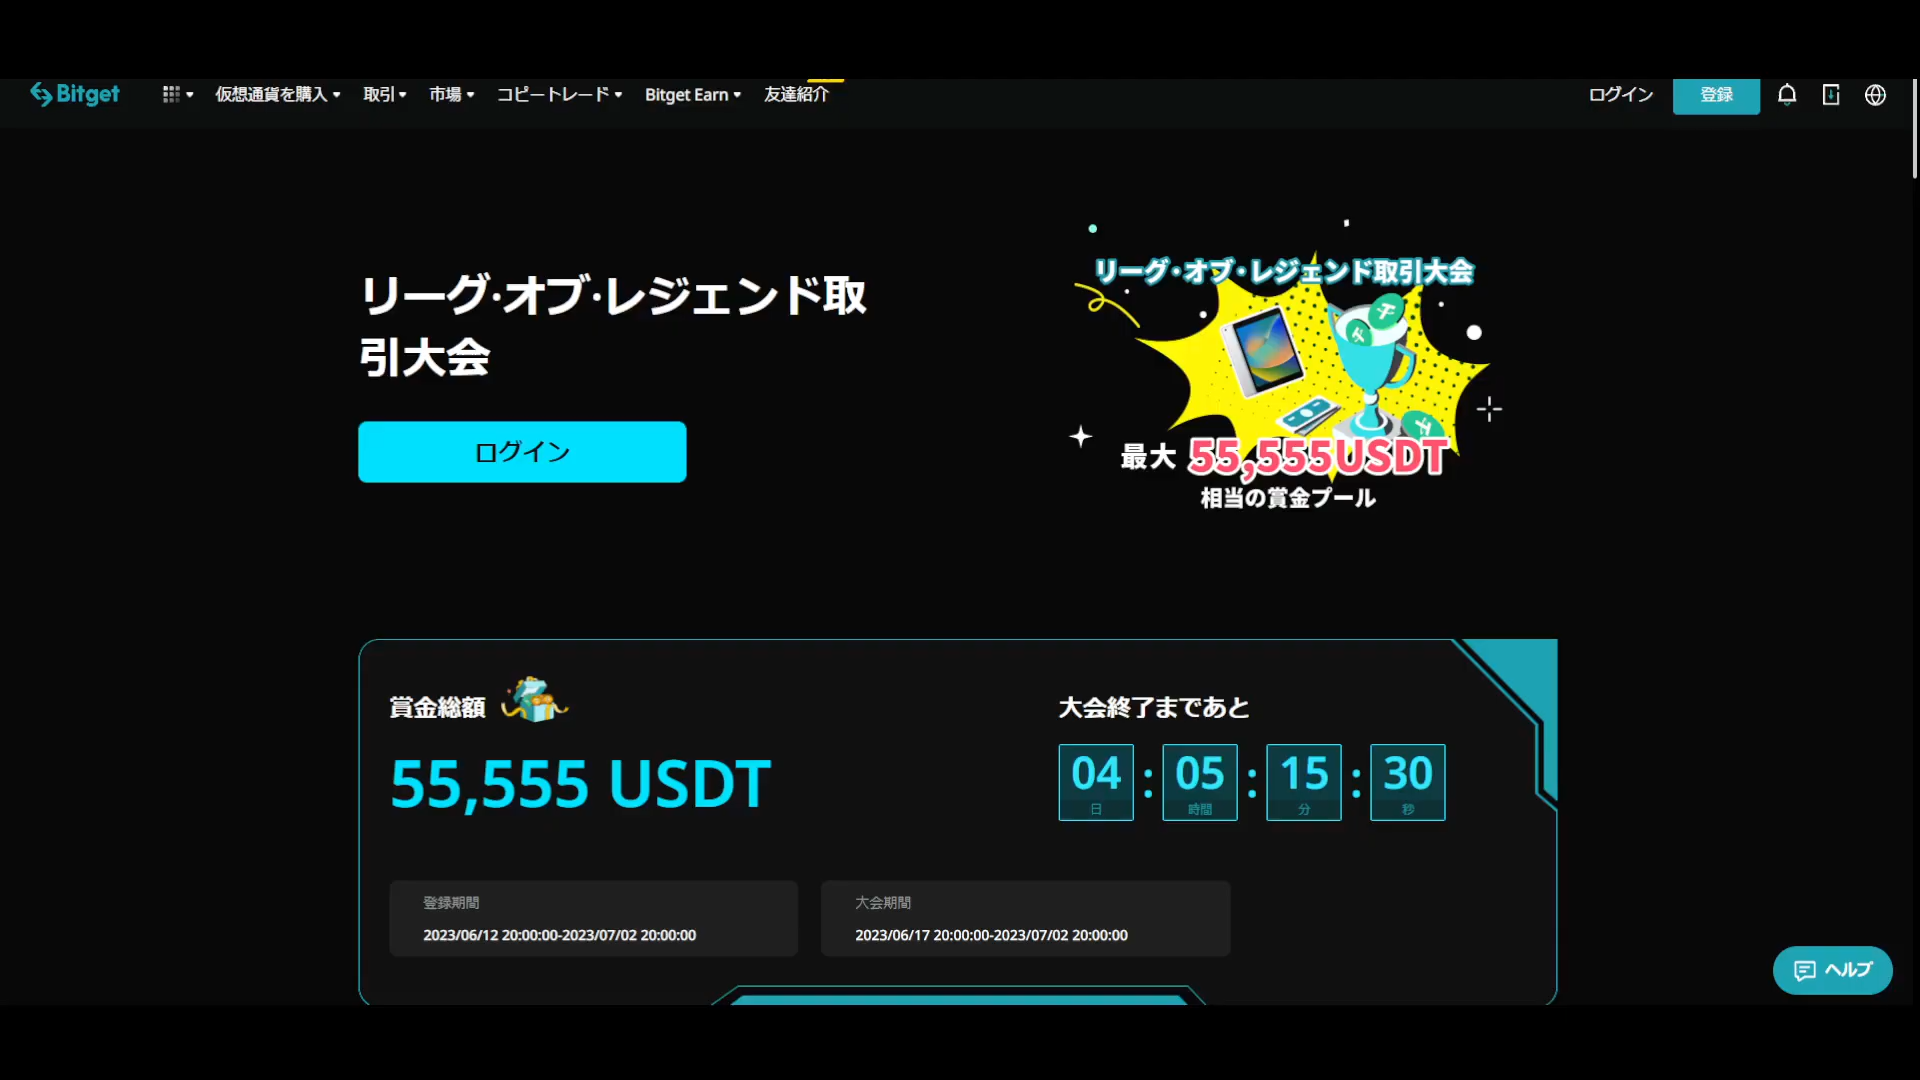 Bitget
仮想通貨を購入
取引
市場
コピートレード
Bitget Earn
友達紹介
ログイン
登録
リーグ·オブ·レジェンド取
引大会
ログイン
リーグ·オブ·レジェンド取引大会
最大 55,555USDT
相当の賞金プール
賞金総額
55,555 USDT
大会終了まであと
04 : 05 : 15 : 30
日 時間 分 秒
登録期間
2023/06/12 20:00:00-2023/07/02 20:00:00
大会期間
2023/06/17 20:00:00-2023/07/02 20:00:00
ヘルプ